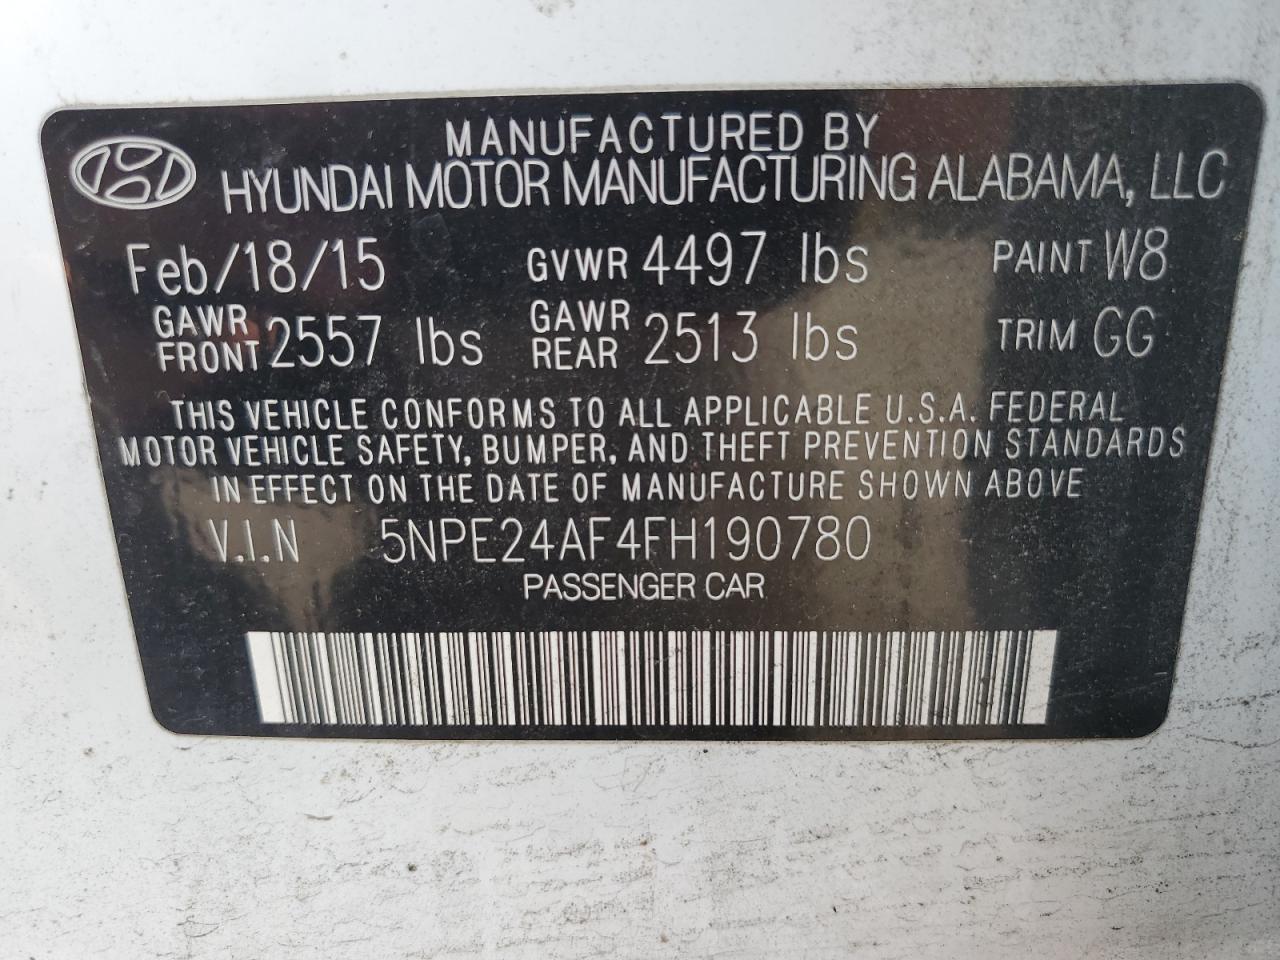 MANUFACTURED BY
HYUNDAI MOTOR MANUFACTURING ALABAMA, LLC
Feb/18/15 GVWR 4497 lbs PAINT W8
GAWR FRONT 2557 lbs GAWR REAR 2513 lbs TRIM GG
THIS VEHICLE CONFORMS TO ALL APPLICABLE U.S.A. FEDERAL
MOTOR VEHICLE SAFETY, BUMPER, AND THEFT PREVENTION STANDARDS
IN EFFECT ON THE DATE OF MANUFACTURE SHOWN ABOVE
V.I.N 5NPE24AF4FH190780
PASSENGER CAR